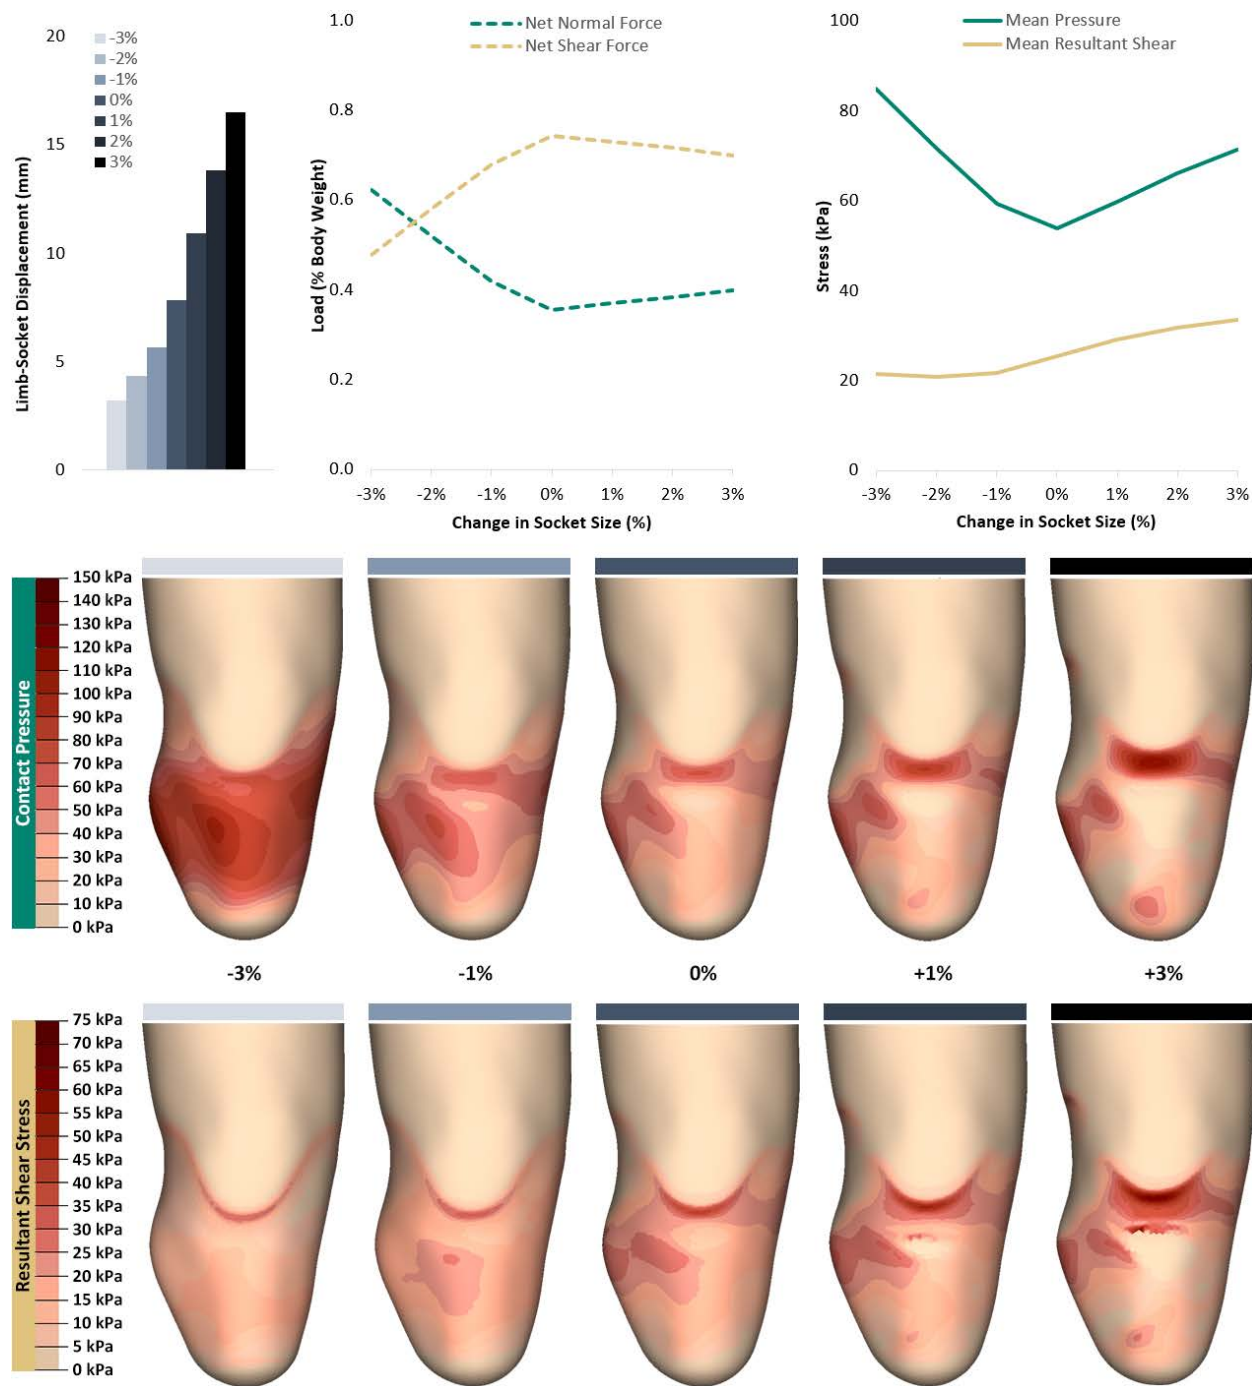 20
15
10
5
0
Limb-Socket Displacement (mm)
-3%
-2%
-1%
0%
1%
2%
3%
1.0
0.8
0.6
0.4
0.2
0.0
Load (% Body Weight)
Net Normal Force
Net Shear Force
-3% -2% -1% 0% 1% 2% 3%
Change in Socket Size (%)
100
80
60
40
20
0
Stress (kPa)
Mean Pressure
Mean Resultant Shear
-3% -2% -1% 0% 1% 2% 3%
Change in Socket Size (%)
Contact Pressure
150 kPa
140 kPa
130 kPa
120 kPa
110 kPa
100 kPa
90 kPa
80 kPa
70 kPa
60 kPa
50 kPa
40 kPa
30 kPa
20 kPa
10 kPa
0 kPa
-3% -1% 0% +1% +3%
Resultant Shear Stress
75 kPa
70 kPa
65 kPa
60 kPa
55 kPa
50 kPa
45 kPa
40 kPa
35 kPa
30 kPa
25 kPa
20 kPa
15 kPa
10 kPa
5 kPa
0 kPa